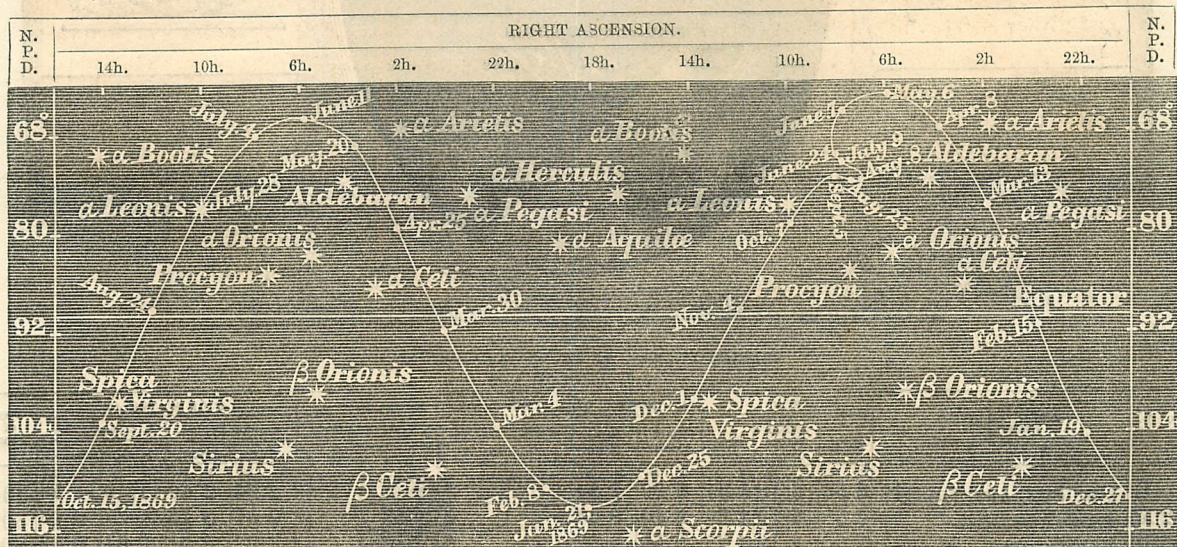 RIGHT ASCENSION.
N.
P.
D.
14h. 10h. 6h. 2h. 22h. 18h. 14h. 10h. 6h. 2h. 22h.
N.
P.
D.
68°
80
92
104
116
July.4
June.11
May.20
α Bootis
July.28
α Leonis
Aldebaran
α Arietis
α Orionis
Procyon
Aug.24
Apr.25
α Ceti
Mar.30
Spica
Virginis
Sept.20
β Orionis
Sirius
Oct.15,1869
β Ceti
Mar.4
Feb.8
Jan.21
1869
α Herculis
α Pegasi
α Aquilæ
α Bootis
α Leonis
Oct.7
Nov.4
Dec.1
Spica
Virginis
Dec.25
α Scorpii
June.1
May.6
Apr.8
α Arietis
June.24
July 9
Aug.8
Aldebaran
Aug.25
Sept.5
Mar.13
α Pegasi
α Orionis
α Ceti
Procyon
Equator
Feb.15
β Orionis
Jan.19
Sirius
β Ceti
Dec.27
68°
80
92
104
116